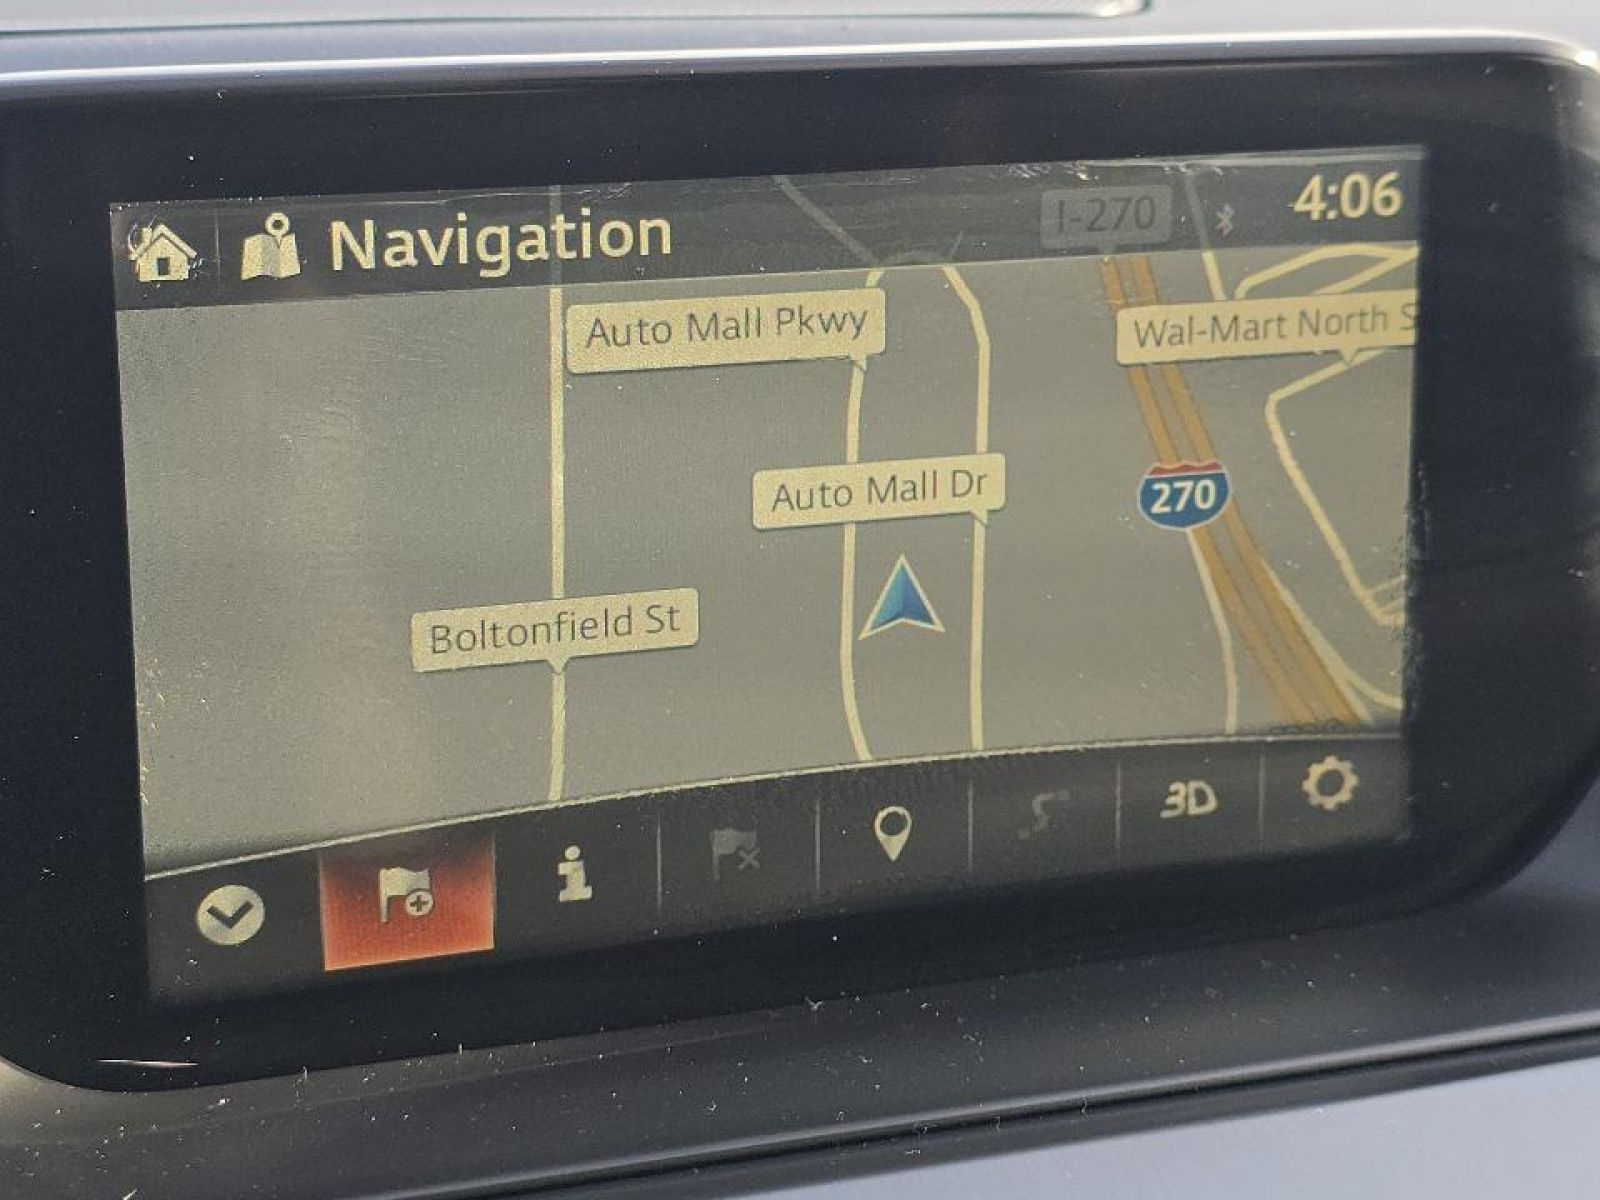 Navigation
I-270
4:06
Auto Mall Pkwy
Wal-Mart North S
Auto Mall Dr
270
Boltonfield St
3D